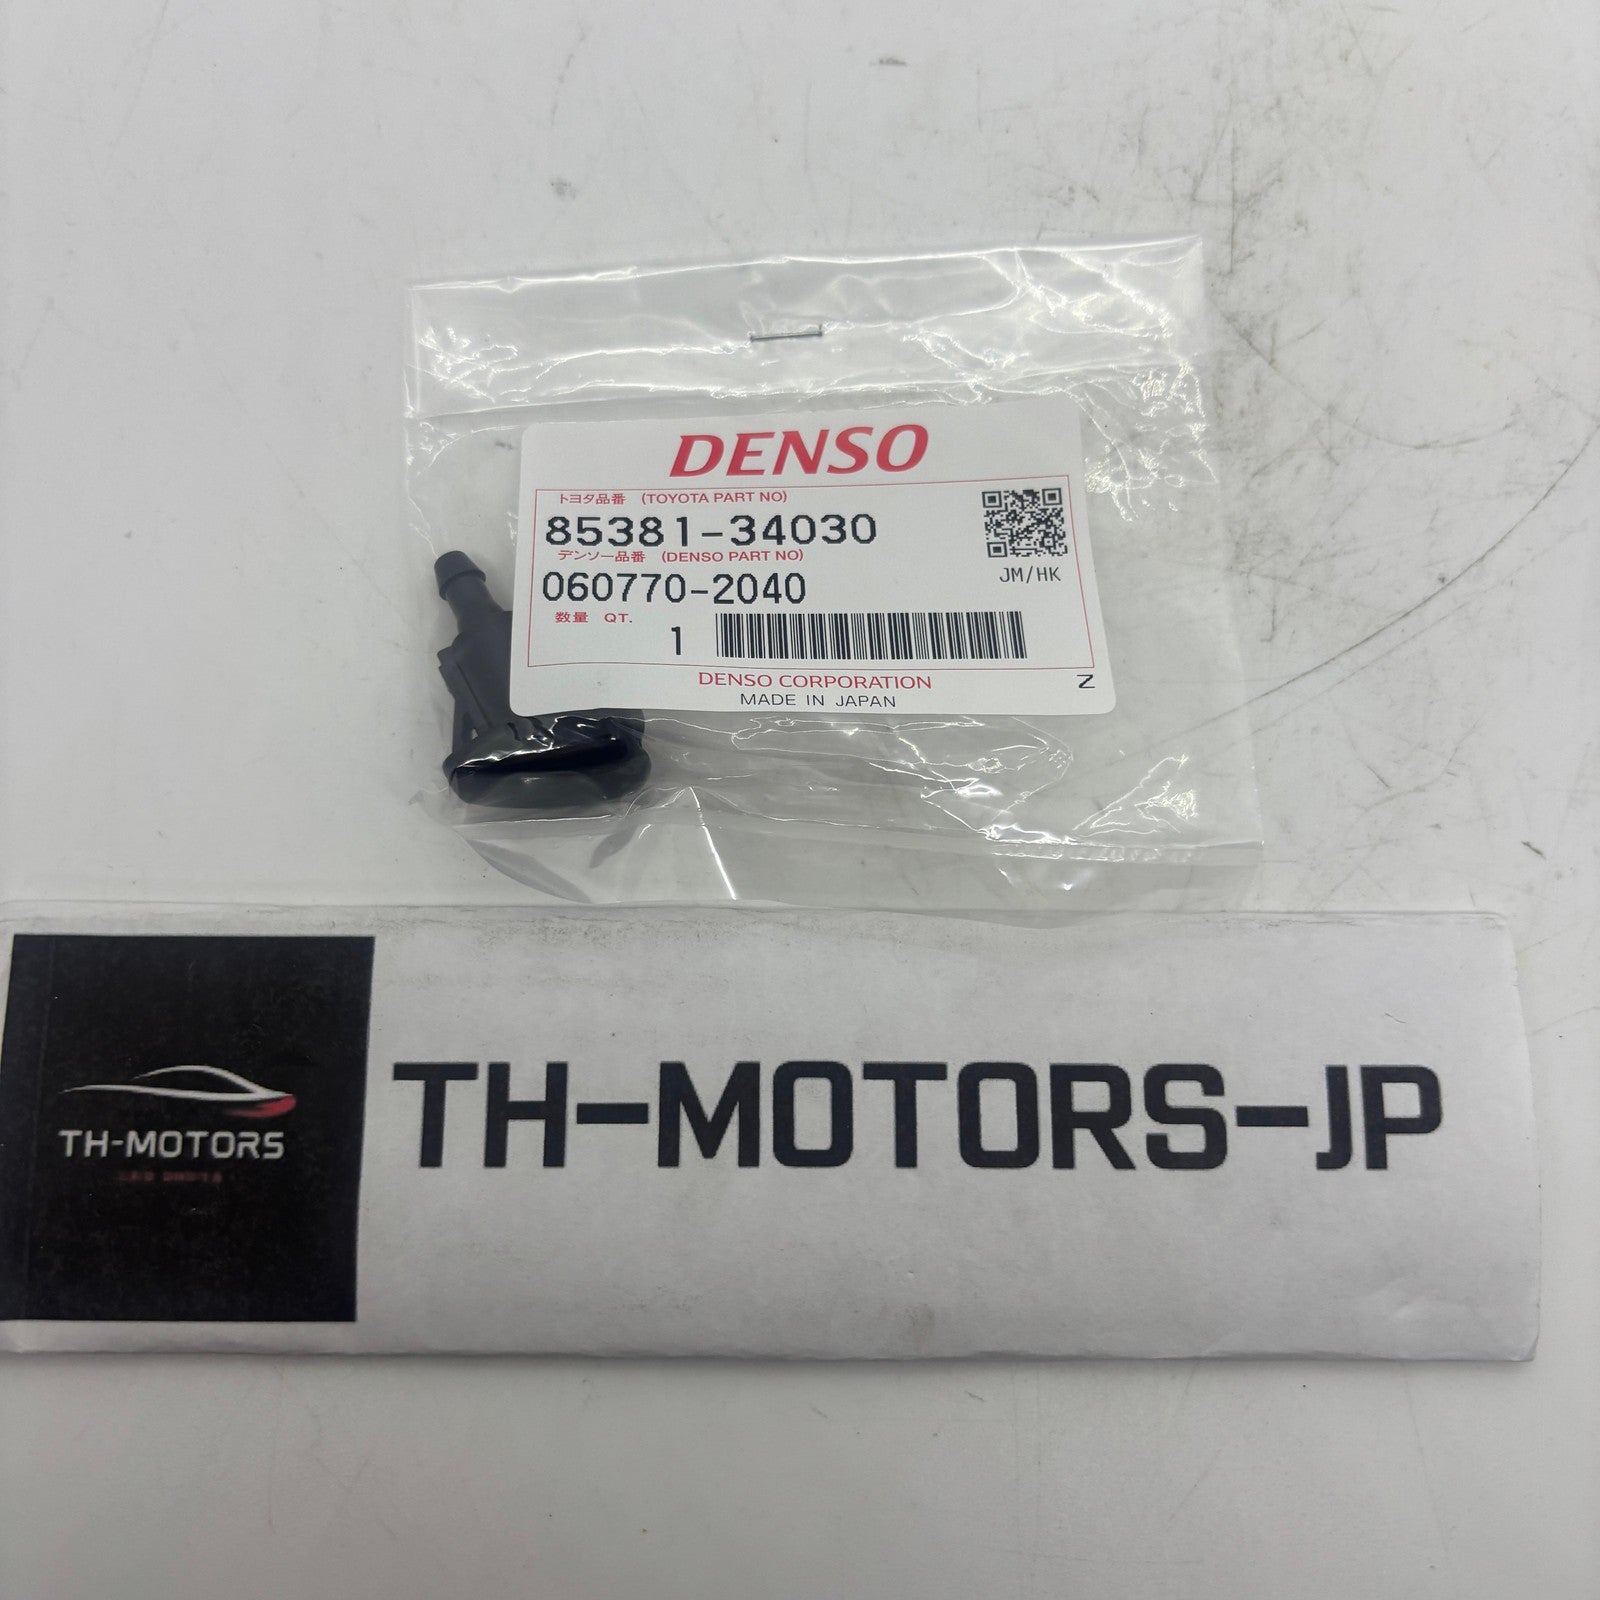 DENSO
トヨタ品番 (TOYOTA PART NO)
85381-34030
デンソー品番 (DENSO PART NO)
060770-2040
JM/HK
数量 QT.
1
DENSO CORPORATION
MADE IN JAPAN
Z
TH-MOTORS
TH-MOTORS-JP